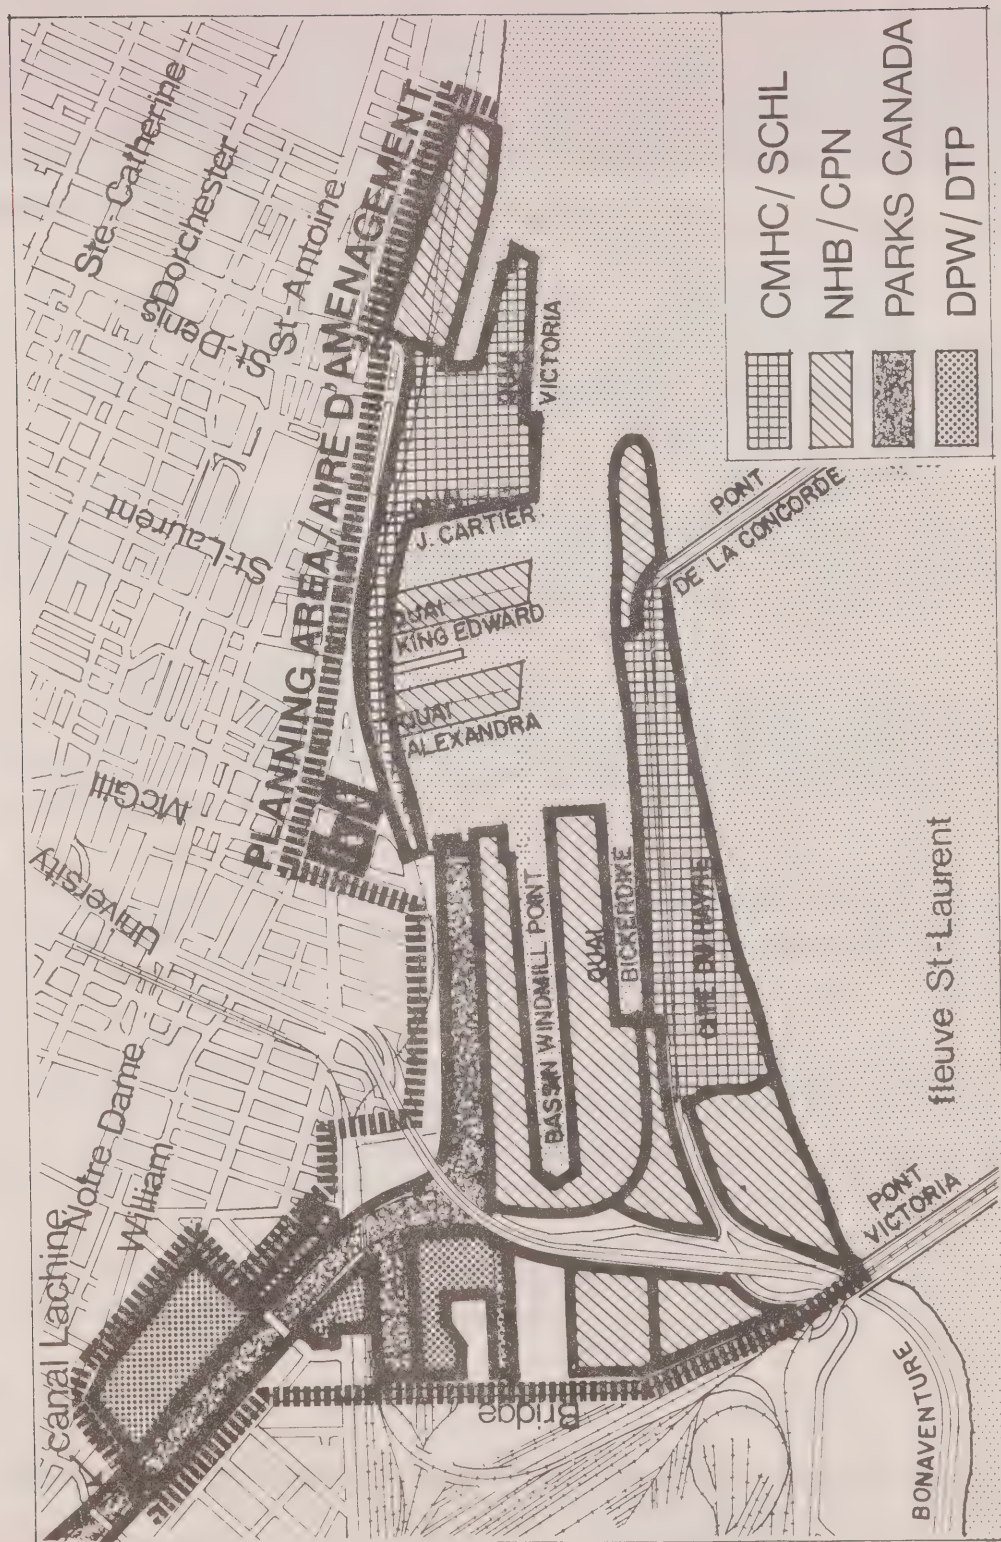 Ste-Catherine
Dorchester
St-Denis
St-Antoine
St-Laurent
McGill
University
Notre Dame
William
Canal Lachine
Bridge
PLANNING AREA/AIRE D'AMENAGEMENT
QUAI
VICTORIA
QUAI
J. CARTIER
QUAI
KING EDWARD
QUAI
ALEXANDRA
BASSIN WINDMILL POINT
QUAI
BICKERDIKE
CITE DU HAVRE
PONT
DE LA CONCORDE
PONT
VICTORIA
BONAVENTURE
fleuve St-Laurent
CMHC/SCHL
NHB/CPN
PARKS CANADA
DPW/DTP